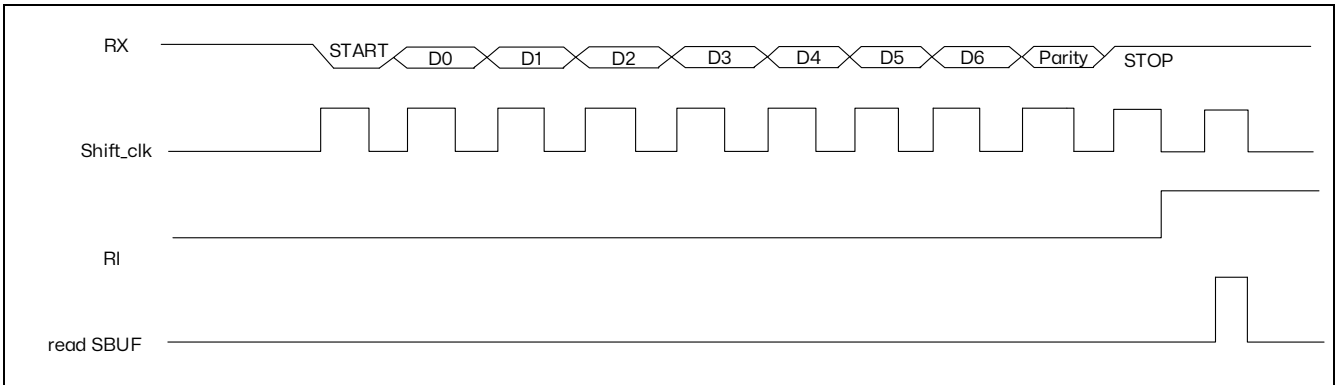 RX START D0 D1 D2 D3 D4 D5 D6 Parity STOP
Shift_clk
RI
read SBUF